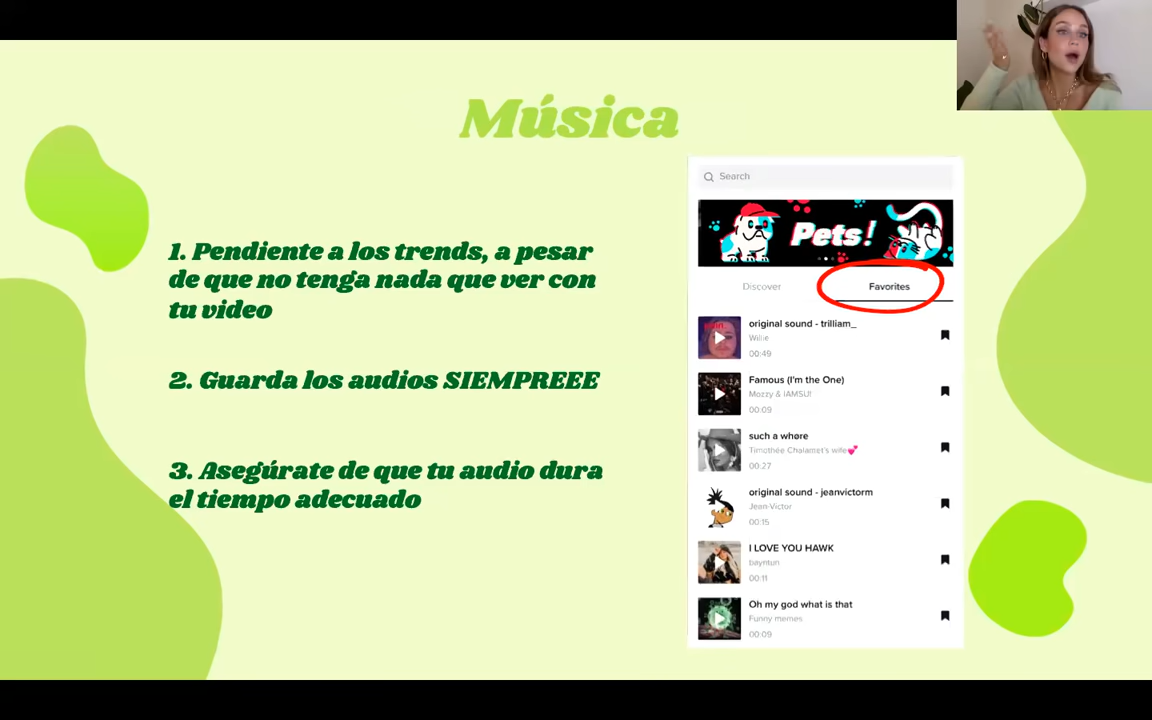 Música
1. Pendiente a los trends, a pesar
de que no tenga nada que ver con
tu video
2. Guarda los audios SIEMPREEE
3. Asegúrate de que tu audio dura
el tiempo adecuado
Search
Pets!
Discover
Favorites
original sound - trilliam_
Willie
00:49
Famous (I'm the One)
Mozzy & IAMSU!
00:09
such a whøre
Timothée Chalamet's wife💕
00:27
original sound - jeanvictorm
Jean-Victor
00:15
I LOVE YOU HAWK
bayntun
00:11
Oh my god what is that
Funny memes
00:09